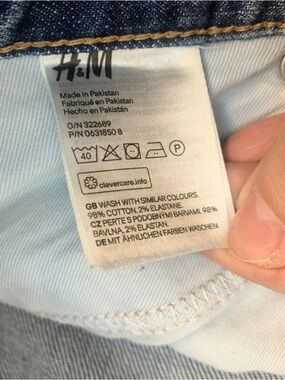 H&M
Made in Pakistan
Fabriqué en Pakistan
Hecho en Pakistán
O/N 322689
P/N 0631850 8
40 P
clevercare.info
GB WASH WITH SIMILAR COLOURS.
98% COTTON, 2% ELASTANE.
CZ PERTE S PODOBNÝMI BARVAMI. 98%
BAVLNA, 2% ELASTAN.
DE MIT ÄHNLICHEN FARBEN WASCHEN.